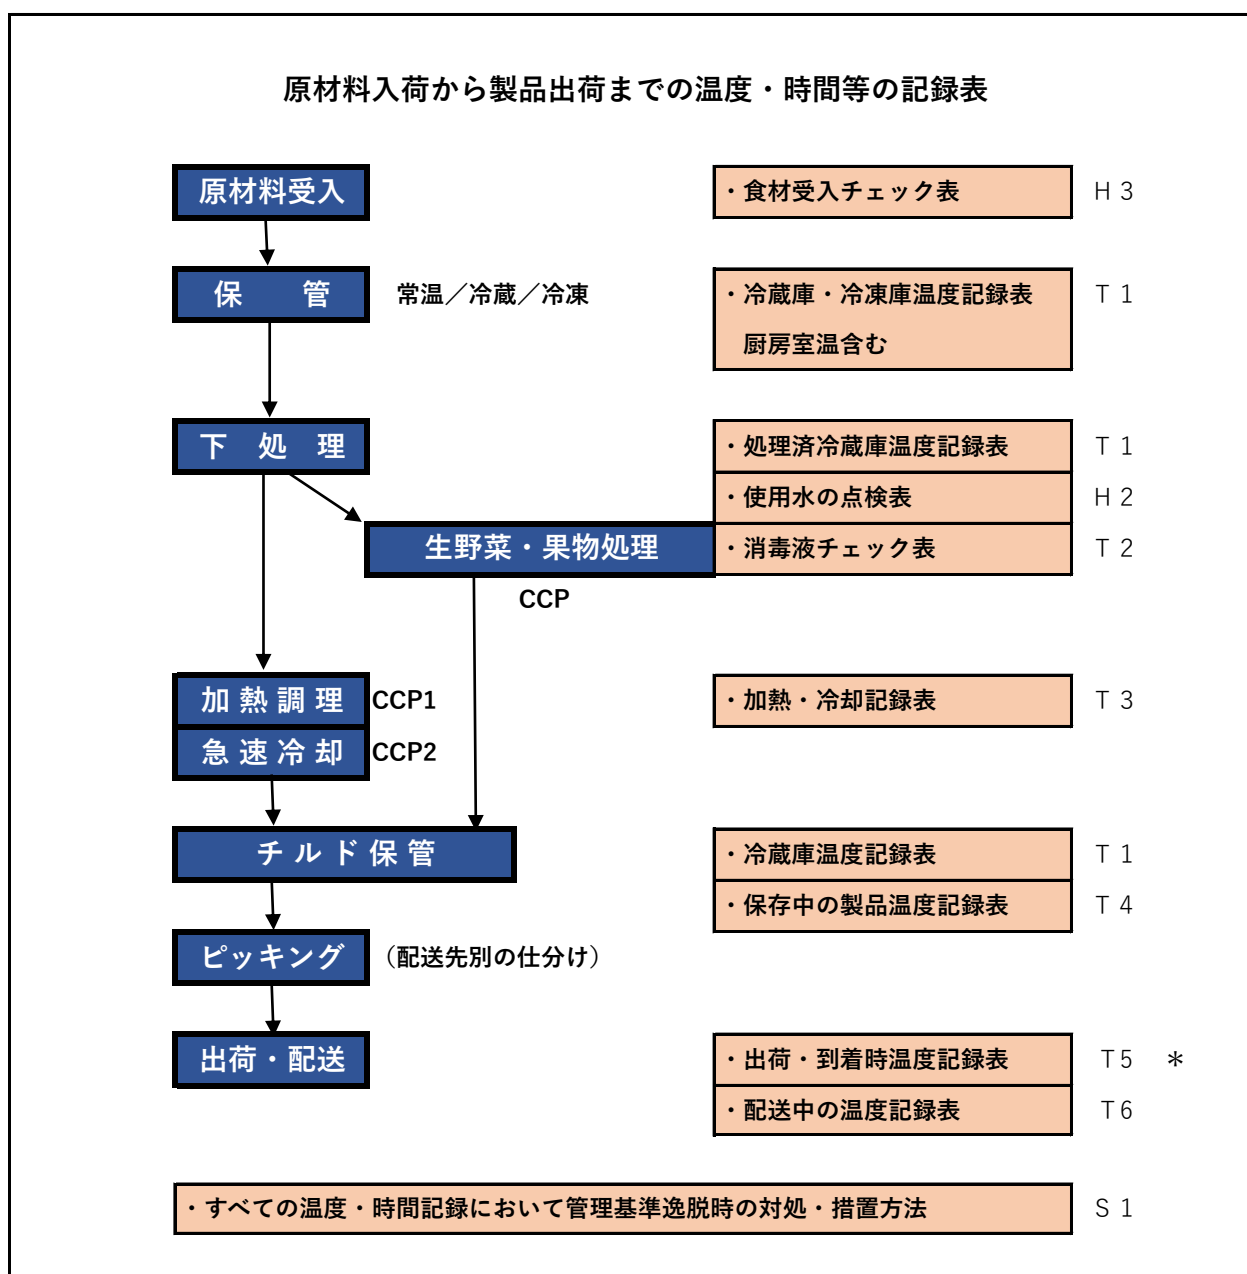 原材料入荷から製品出荷までの温度・時間等の記録表
原材料受入
・食材受入チェック表
H 3
保　管
常温／冷蔵／冷凍
・冷蔵庫・冷凍庫温度記録表
T 1
厨房室温含む
下 処 理
・処理済冷蔵庫温度記録表
T 1
・使用水の点検表
H 2
生野菜・果物処理
・消毒液チェック表
T 2
CCP
加 熱 調 理
CCP1
・加熱・冷却記録表
T 3
急 速 冷 却
CCP2
チ ル ド 保 管
・冷蔵庫温度記録表
T 1
・保存中の製品温度記録表
T 4
ピッキング
（配送先別の仕分け）
出荷・配送
・出荷・到着時温度記録表
T5 ＊
・配送中の温度記録表
T6
・すべての温度・時間記録において管理基準逸脱時の対処・措置方法
S 1